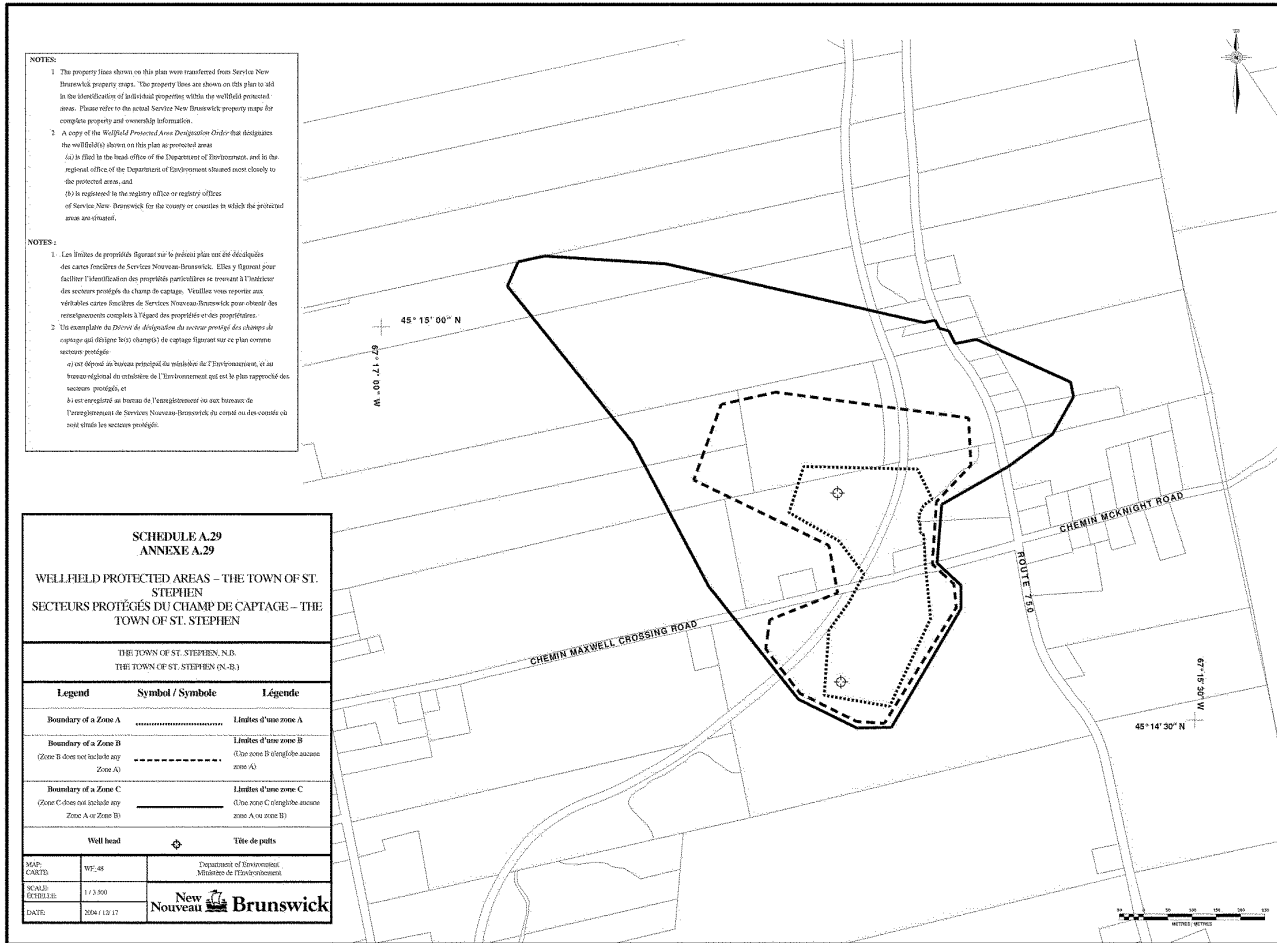 NOTES:
1 The property lines shown on this plan were transferred from Service New
Brunswick property maps. The property lines are shown on this plan to aid
in the identification of individual properties within the wellfield protected
areas. Please refer to the actual Service New Brunswick property maps for
complete property and ownership information.
2 A copy of the Wellfield Protected Area Designation Order that designates
the wellfield(s) shown on this plan as protected areas
(a) is filed in the head office of the Department of Environment, and in the
regional office of the Department of Environment situated most closely to
the protected areas, and
(b) is registered in the registry office or registry offices
of Service New Brunswick for the county or counties in which the protected
areas are situated.
NOTES :
1 Les limites de propriétés figurant sur le présent plan ont été décalquées
des cartes foncières de Services Nouveau-Brunswick. Elles y figurent pour
faciliter l'identification des propriétés particulières se trouvant à l'intérieur
des secteurs protégés du champ de captage. Veuillez vous reporter aux
véritables cartes foncières de Services Nouveau-Brunswick pour obtenir des
renseignements complets à l'égard des propriétés et des propriétaires.
2 Un exemplaire du Décret de désignation du secteur protégé des champs de
captage qui désigne le(s) champ(s) de captage figurant sur ce plan comme
secteurs protégés
a) est déposé au bureau principal du ministère de l'Environnement, et au
bureau régional du ministère de l'Environnement qui est le plus rapproché des
secteurs protégés, et
b) est enregistré au bureau de l'enregistrement ou aux bureaux de
l'enregistrement de Services Nouveau-Brunswick du comté ou des comtés où
sont situés les secteurs protégés.
N
45° 15' 00" N
67° 17' 00" W
CHEMIN MCKNIGHT ROAD
ROUTE 750
CHEMIN MAXWELL CROSSING ROAD
67° 15' 30" W
45° 14' 30" N
SCHEDULE A.29
ANNEXE A.29
WELLFIELD PROTECTED AREAS – THE TOWN OF ST.
STEPHEN
SECTEURS PROTÉGÉS DU CHAMP DE CAPTAGE – THE
TOWN OF ST. STEPHEN
THE TOWN OF ST. STEPHEN, N.B.
THE TOWN OF ST. STEPHEN (N.-B.)
Legend Symbol / Symbole Légende
Boundary of a Zone A Limites d'une zone A
Boundary of a Zone B Limites d'une zone B
(Zone B does not include any (Une zone B n'englobe aucune
Zone A) zone A)
Boundary of a Zone C Limites d'une zone C
(Zone C does not include any (Une zone C n'englobe aucune
Zone A or Zone B) zone A ou zone B)
Well head Tête de puits
MAP: WF-48 Department of Environment
CARTE: Ministère de l'Environnement
SCALE:
ÉCHELLE:
New
Nouveau Brunswick
DATE: 2004 / 12 / 17
50 0 50 100 150 200
METRES | METRES